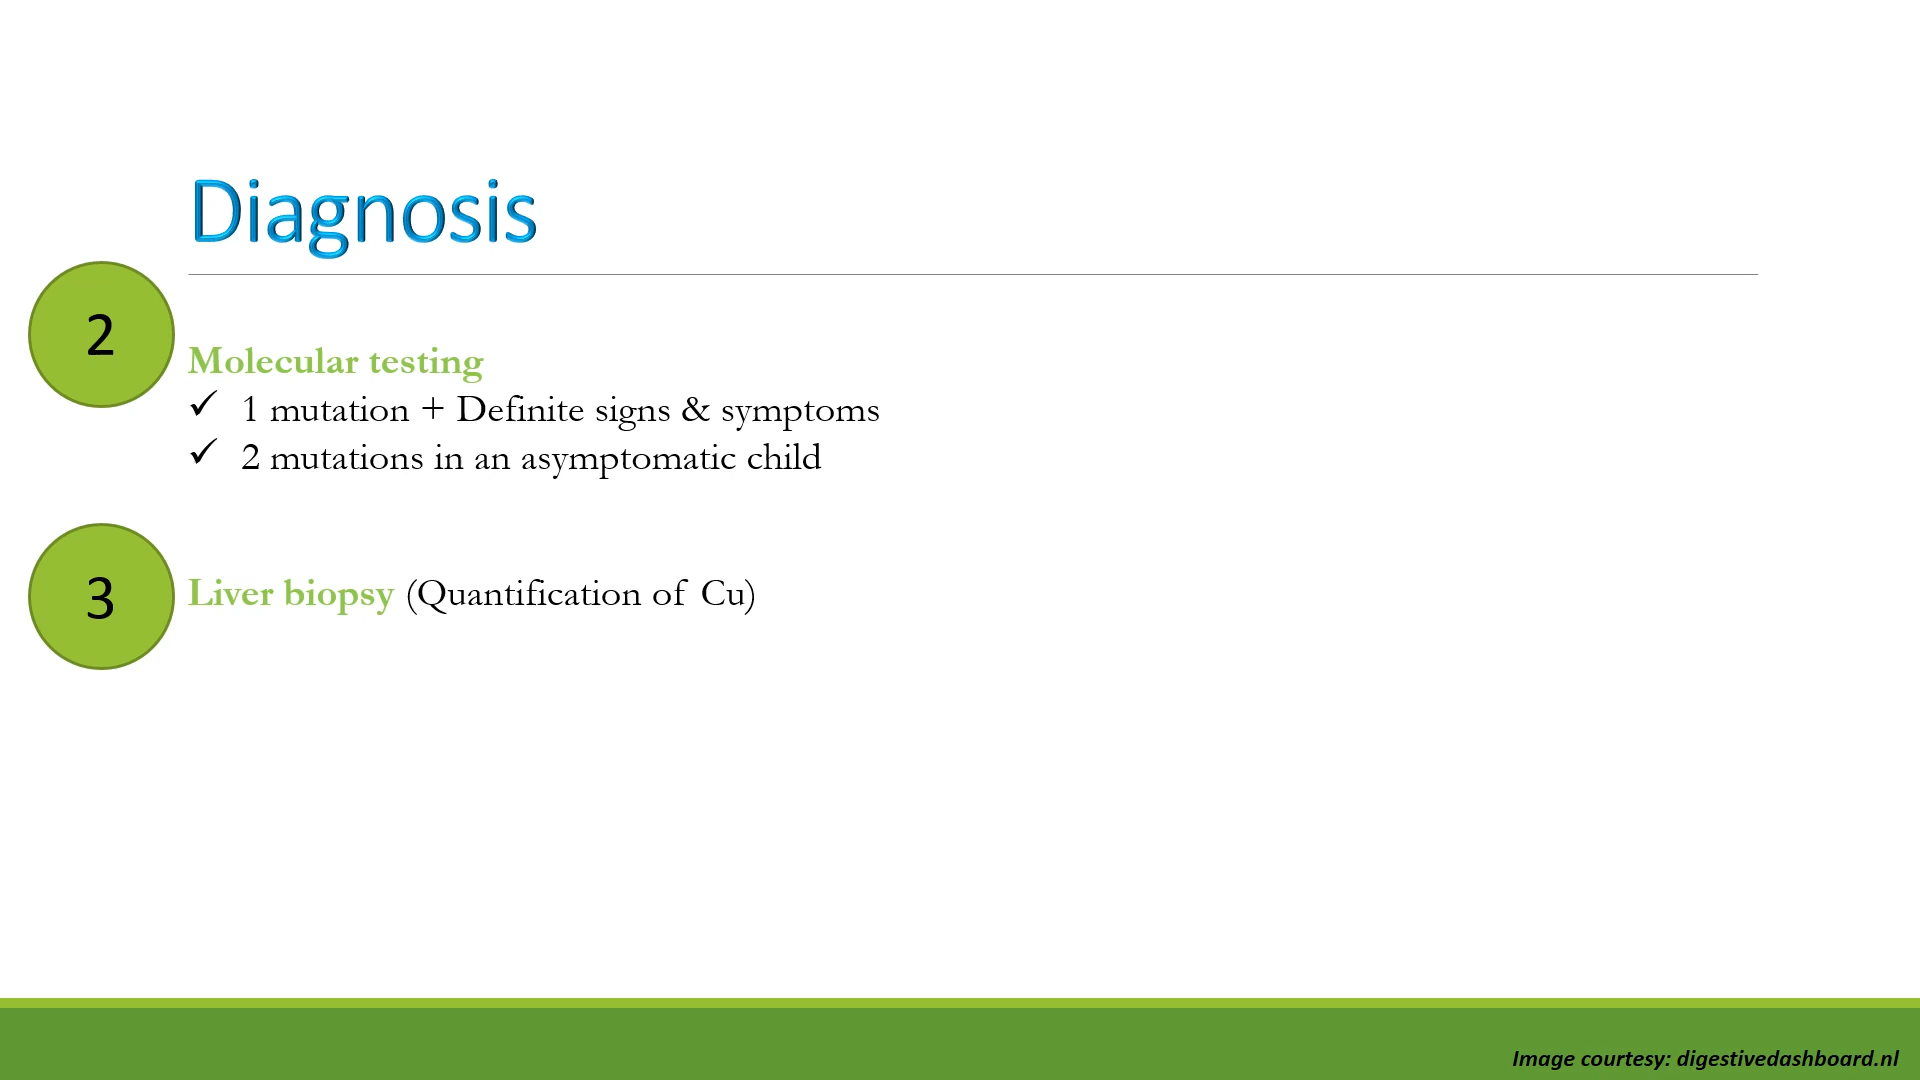 Diagnosis
2
Molecular testing
✓ 1 mutation + Definite signs & symptoms
✓ 2 mutations in an asymptomatic child
3
Liver biopsy (Quantification of Cu)
Image courtesy: digestivedashboard.nl